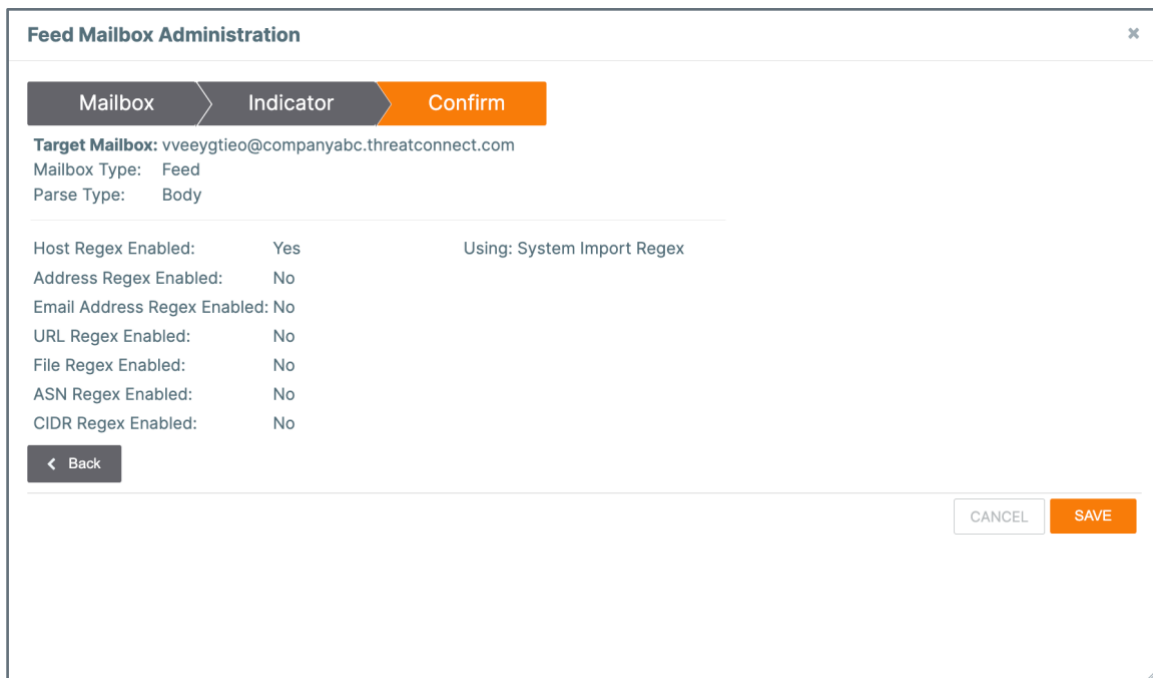 Feed Mailbox Administration
Mailbox Indicator Confirm
Target Mailbox: vveeygtieo@companyabc.threatconnect.com
Mailbox Type: Feed
Parse Type: Body
Host Regex Enabled: Yes Using: System Import Regex
Address Regex Enabled: No
Email Address Regex Enabled: No
URL Regex Enabled: No
File Regex Enabled: No
ASN Regex Enabled: No
CIDR Regex Enabled: No
Back
CANCEL SAVE